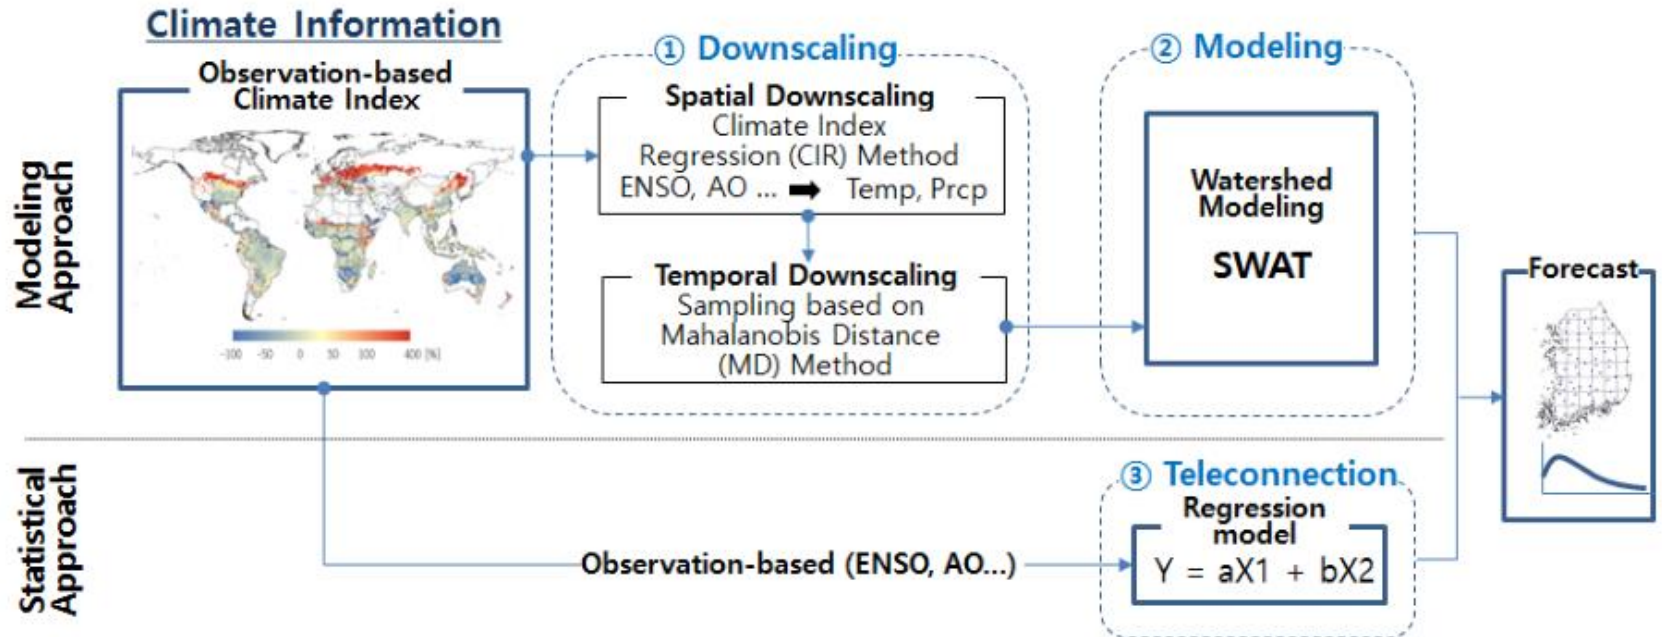 Climate Information
Observation-based
Climate Index
-100 -50 0 50 100 400 [%]
Modeling
Approach
① Downscaling
Spatial Downscaling
Climate Index
Regression (CIR) Method
ENSO, AO ... ➡ Temp, Prcp
Temporal Downscaling
Sampling based on
Mahalanobis Distance
(MD) Method
② Modeling
Watershed
Modeling
SWAT
Forecast
Statistical
Approach
Observation-based (ENSO, AO...)
③ Teleconnection
Regression
model
Y = aX1 + bX2